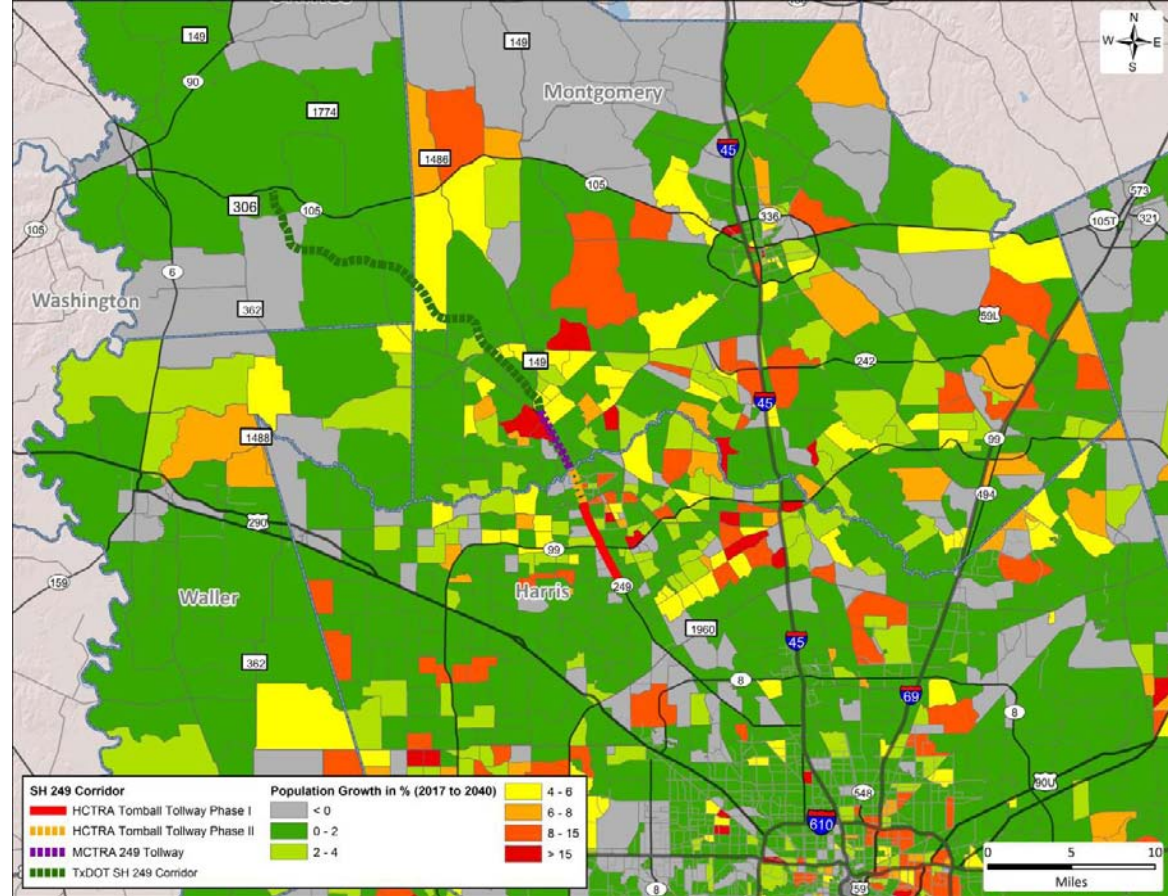 149
149
N
W E
S
90
Montgomery
1774
45
1486
105
573
306
105
336
105T
321
105
6
Washington
362
59L
149
242
45
1488
99
494
290
99
159
Waller
Harris
249
1960
45
362
8
69
8
90U
548
610
59
8
SH 249 Corridor
HCTRA Tomball Tollway Phase I
HCTRA Tomball Tollway Phase II
MCTRA 249 Tollway
TxDOT SH 249 Corridor
Population Growth in % (2017 to 2040)
< 0
0 - 2
2 - 4
4 - 6
6 - 8
8 - 15
> 15
0 5 10
Miles